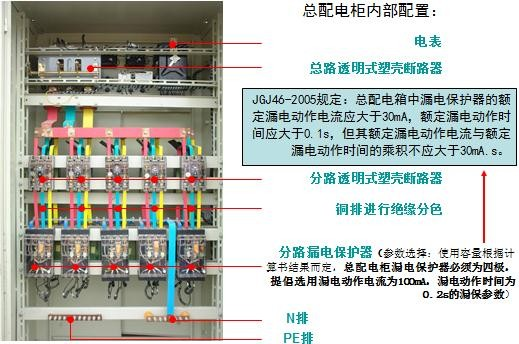 总配电柜内部配置：
电表
总路透明式塑壳断路器
JGJ46-2005规定：总配电箱中漏电保护器的额
定漏电动作电流应大于30mA，额定漏电动作时
间应大于0.1s，但其额定漏电动作电流与额定
漏电动作时间的乘积不应大于30mA.s。
分路透明式塑壳断路器
铜排进行绝缘分色
分路漏电保护器（参数选择：使用容量根据计
算书结果而定，总配电柜漏电保护器必须为四极，
提倡选用漏电动作电流为100mA，漏电动作时间为
0.2s的漏保参数）
N排
PE排